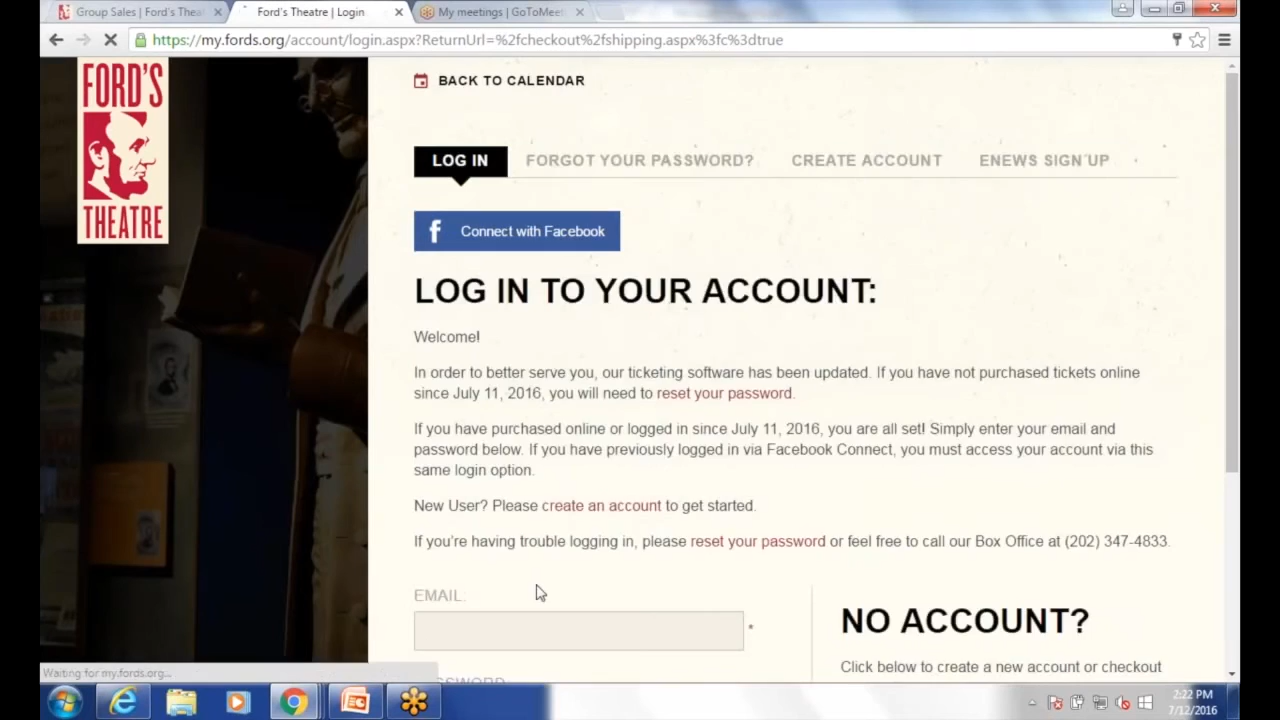 Group Sales | Ford's Thea
Ford's Theatre | Login
My meetings | GoToMeet
https://my.fords.org/account/login.aspx?ReturnUrl=%2fcheckout%2fshipping.aspx%3fc%3dtrue
FORD'S
THEATRE
BACK TO CALENDAR
LOG IN
FORGOT YOUR PASSWORD?
CREATE ACCOUNT
ENEWS SIGN UP
f Connect with Facebook
LOG IN TO YOUR ACCOUNT:
Welcome!
In order to better serve you, our ticketing software has been updated. If you have not purchased tickets online
since July 11, 2016, you will need to reset your password.
If you have purchased online or logged in since July 11, 2016, you are all set! Simply enter your email and
password below. If you have previously logged in via Facebook Connect, you must access your account via this
same login option.
New User? Please create an account to get started.
If you're having trouble logging in, please reset your password or feel free to call our Box Office at (202) 347-4833.
EMAIL:
*
NO ACCOUNT?
Click below to create a new account or checkout
PASSWORD:
Waiting for my.fords.org...
2:22 PM
7/12/2016